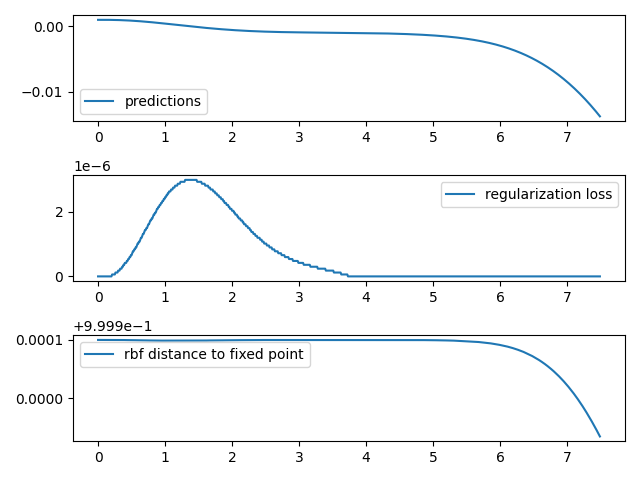 0.00
−0.01
predictions
0 1 2 3 4 5 6 7
1e−6
2
0
regularization loss
0 1 2 3 4 5 6 7
+9.999e−1
0.0001
0.0000
rbf distance to fixed point
0 1 2 3 4 5 6 7